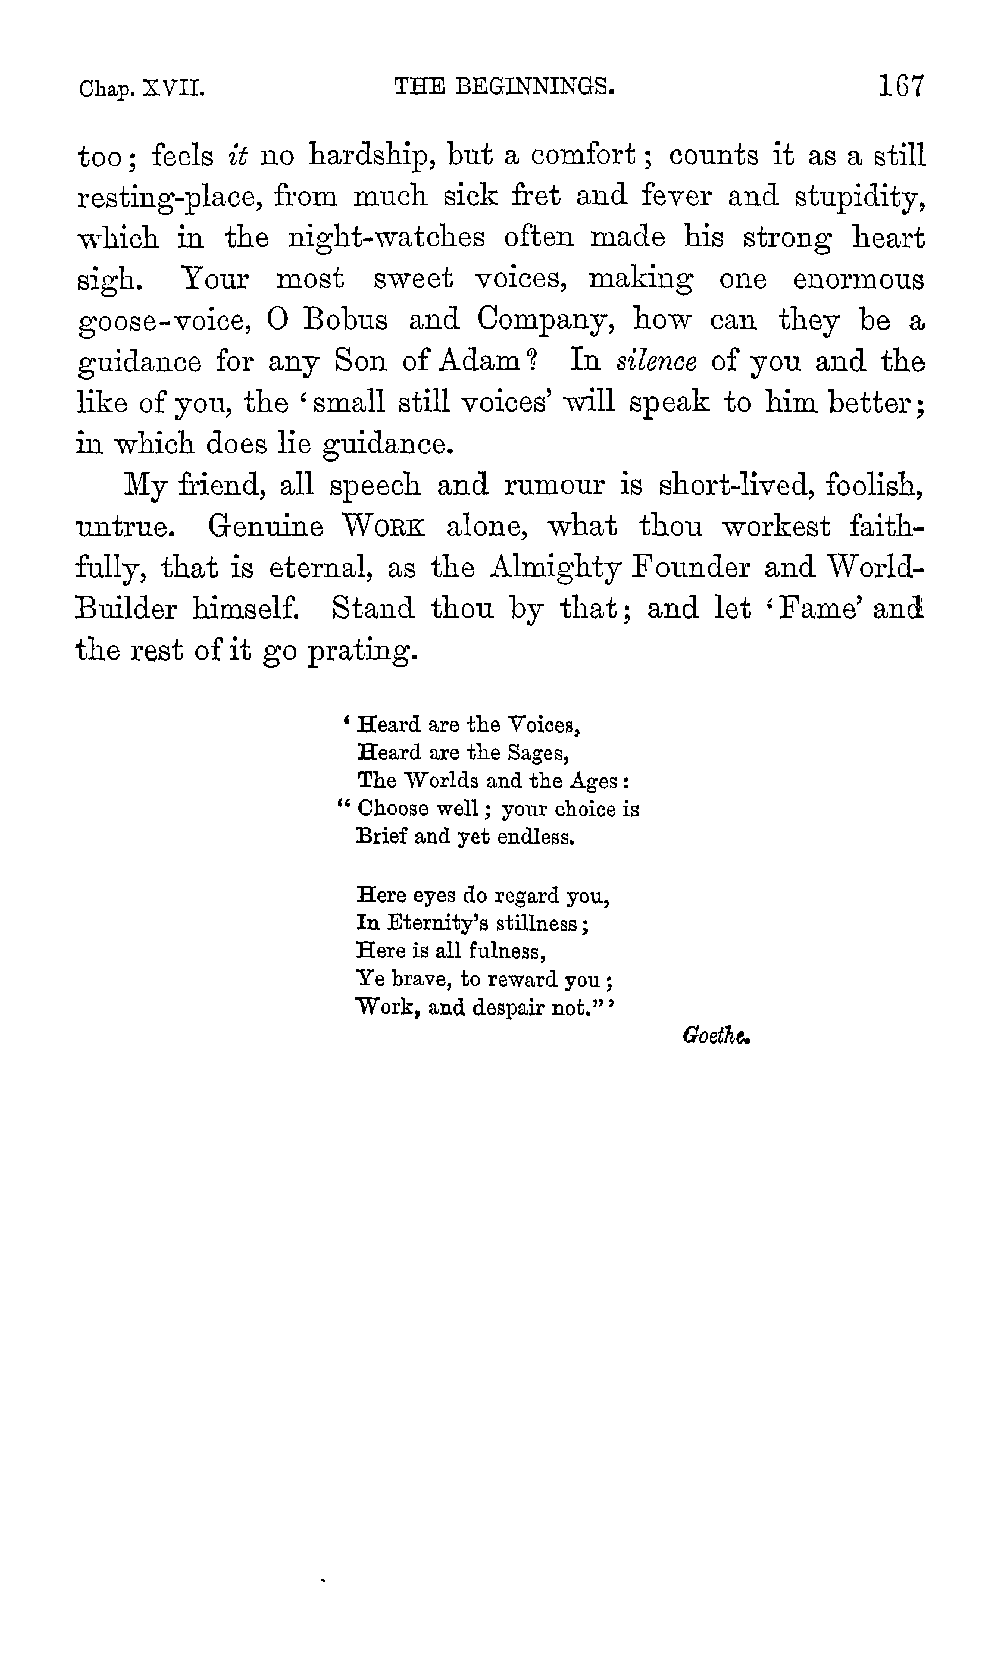 Chap. XVII. THE BEGINNINGS. 167
too; feels it no hardship, but a comfort; counts it as a still
resting-place, from much sick fret and fever and stupidity,
which in the night-watches often made his strong heart
sigh. Your most sweet voices, making one enormous
goose-voice, O Bobus and Company, how can they be a
guidance for any Son of Adam? In silence of you and the
like of you, the ‘small still voices’ will speak to him better;
in which does lie guidance.
My friend, all speech and rumour is short-lived, foolish,
untrue. Genuine WORK alone, what thou workest faith-
fully, that is eternal, as the Almighty Founder and World-
Builder himself. Stand thou by that; and let ‘Fame’ and
the rest of it go prating.
‘Heard are the Voices,
Heard are the Sages,
The Worlds and the Ages:
“Choose well; your choice is
Brief and yet endless.
Here eyes do regard you,
In Eternity’s stillness;
Here is all fulness,
Ye brave, to reward you;
Work, and despair not.”’
Goethe.